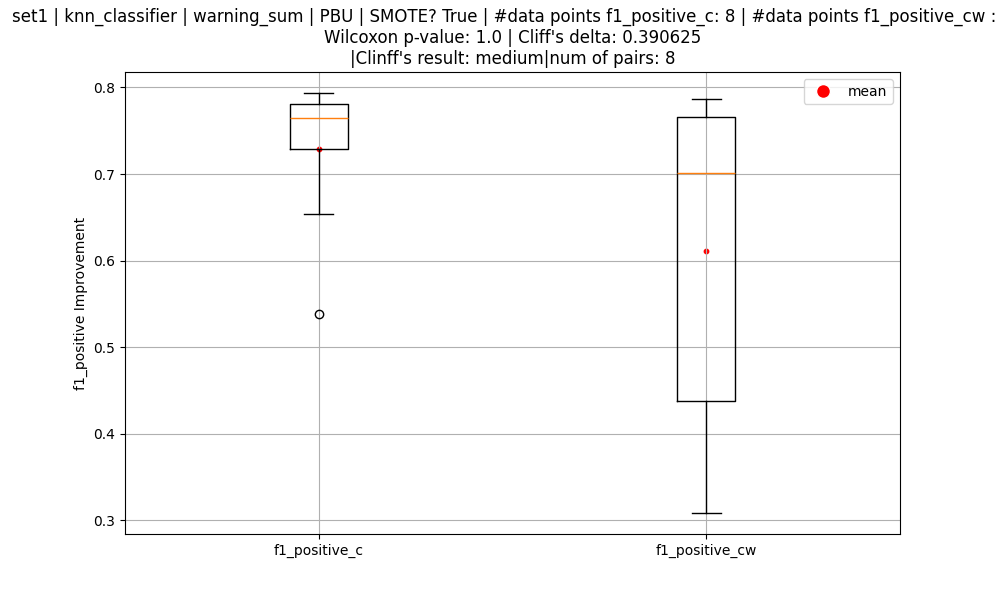 set1 | knn_classifier | warning_sum | PBU | SMOTE? True | #data points f1_positive_c: 8 | #data points f1_positive_cw :
Wilcoxon p-value: 1.0 | Cliff's delta: 0.390625
|Clinff's result: medium|num of pairs: 8
mean
0.8
0.7
0.6
0.5
0.4
0.3
f1_positive Improvement
f1_positive_c
f1_positive_cw